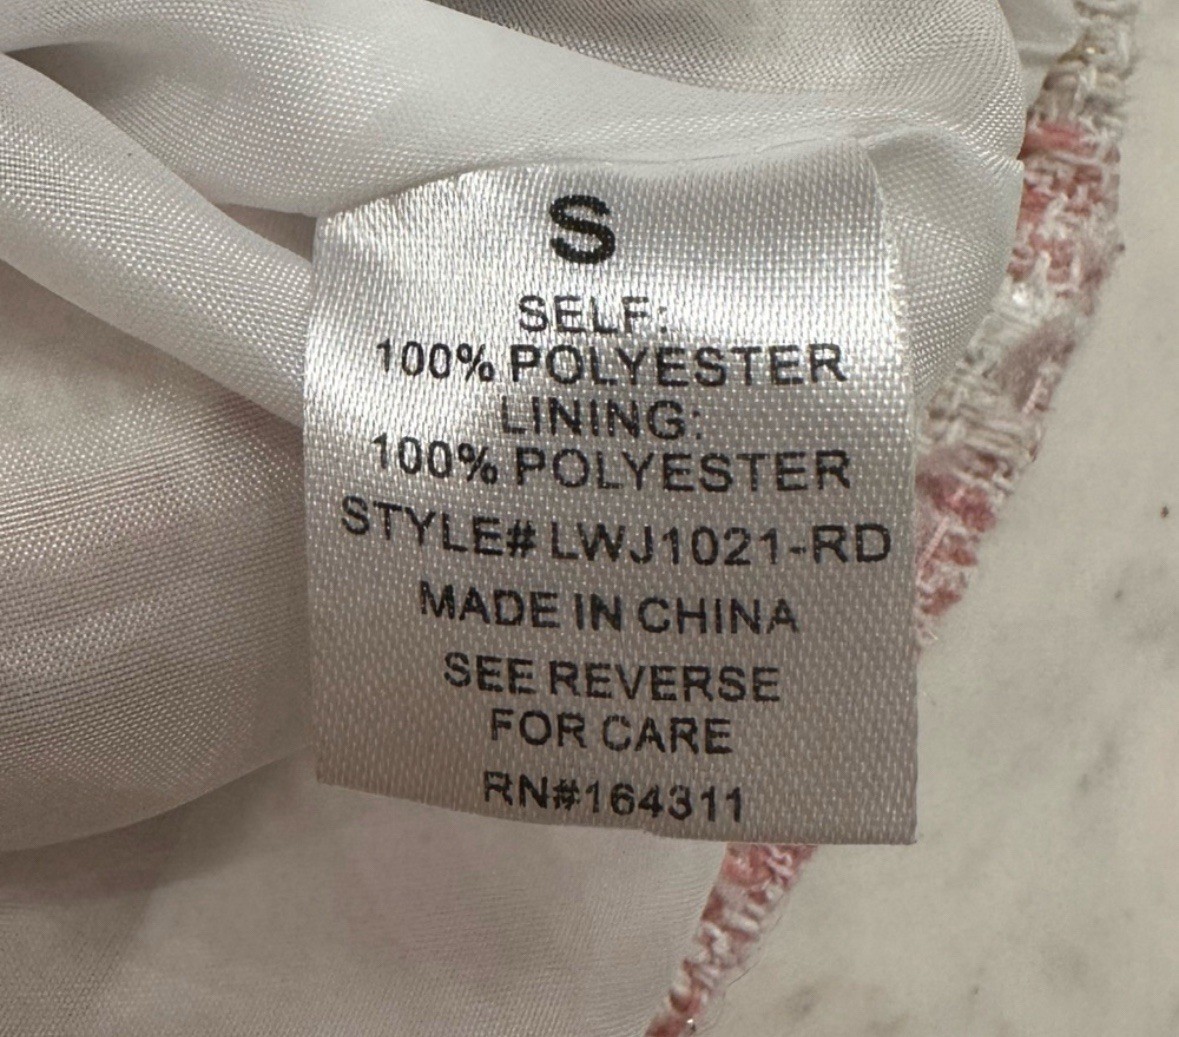 S
SELF:
100% POLYESTER
LINING:
100% POLYESTER
STYLE# LWJ1021-RD
MADE IN CHINA
SEE REVERSE
FOR CARE
RN#164311